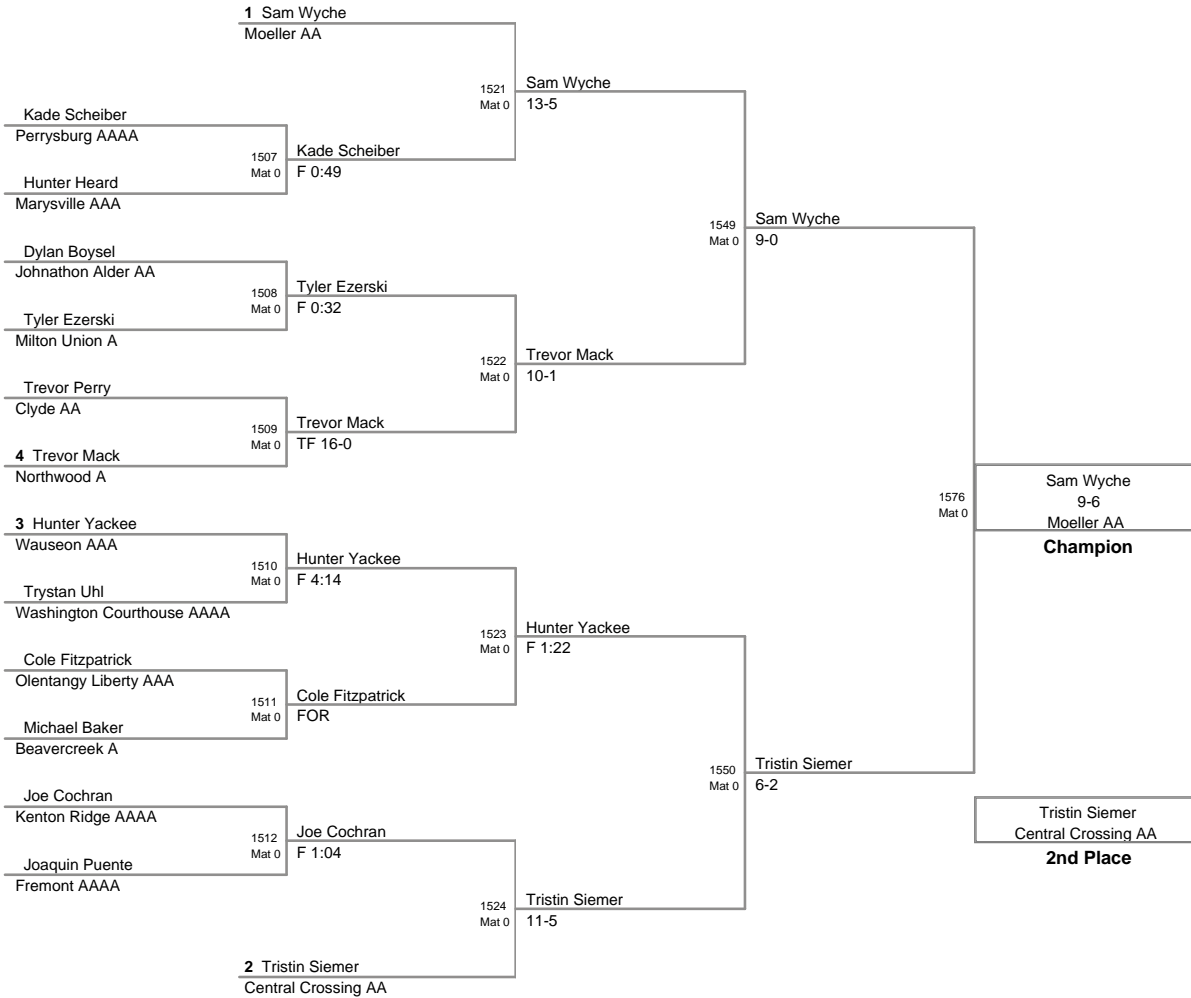 1 Sam Wyche
Moeller AA
Kade Scheiber
Perrysburg AAAA
Hunter Heard
Marysville AAA
Dylan Boysel
Johnathon Alder AA
Tyler Ezerski
Milton Union A
Trevor Perry
Clyde AA
4 Trevor Mack
Northwood A
3 Hunter Yackee
Wauseon AAA
Trystan Uhl
Washington Courthouse AAAA
Cole Fitzpatrick
Olentangy Liberty AAA
Michael Baker
Beavercreek A
Joe Cochran
Kenton Ridge AAAA
Joaquin Puente
Fremont AAAA
2 Tristin Siemer
Central Crossing AA
1507
Mat 0
Kade Scheiber
F 0:49
1508
Mat 0
Tyler Ezerski
F 0:32
1509
Mat 0
Trevor Mack
TF 16-0
1510
Mat 0
Hunter Yackee
F 4:14
1511
Mat 0
Cole Fitzpatrick
FOR
1512
Mat 0
Joe Cochran
F 1:04
1521
Mat 0
Sam Wyche
13-5
1522
Mat 0
Trevor Mack
10-1
1523
Mat 0
Hunter Yackee
F 1:22
1524
Mat 0
Tristin Siemer
11-5
1549
Mat 0
Sam Wyche
9-0
1550
Mat 0
Tristin Siemer
6-2
1576
Mat 0
Sam Wyche
9-6
Moeller AA
Champion
Tristin Siemer
Central Crossing AA
2nd Place